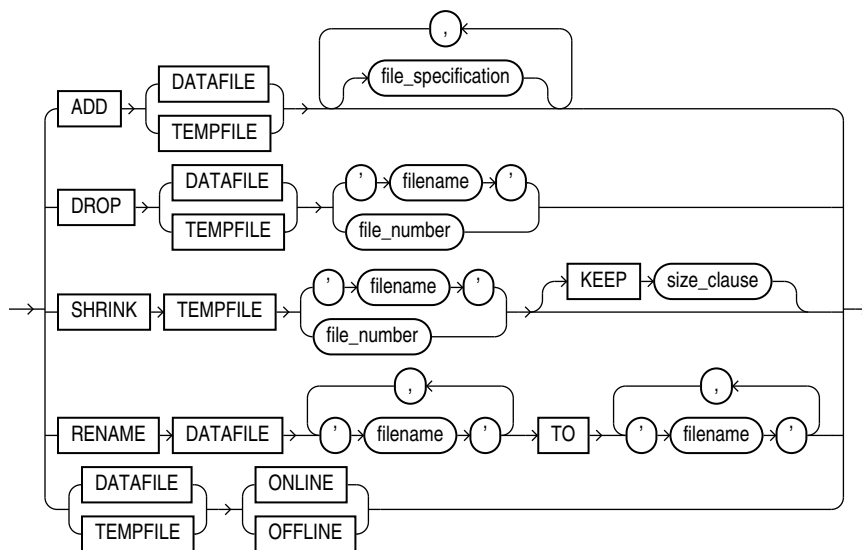 ,
DATAFILE file_specification
ADD
TEMPFILE
DATAFILE ' filename '
DROP
TEMPFILE file_number
KEEP size_clause
' filename '
SHRINK TEMPFILE
file_number
, ,
RENAME DATAFILE ' filename ' TO ' filename '
DATAFILE ONLINE
TEMPFILE OFFLINE